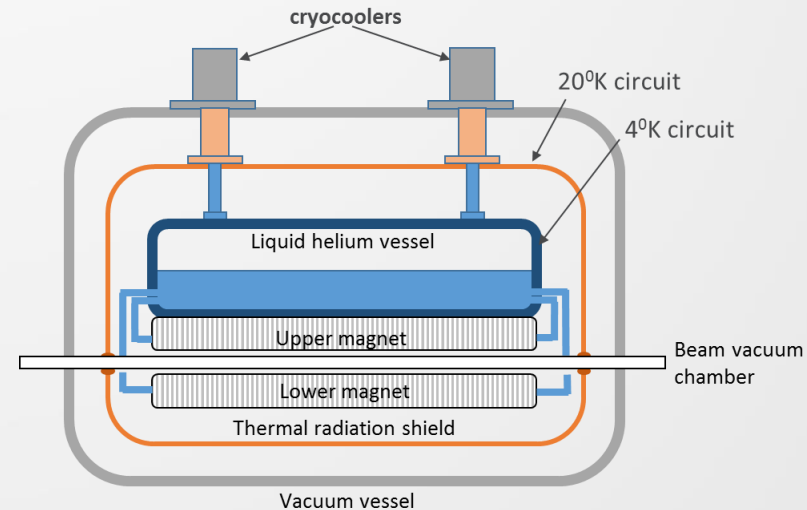 cryocoolers
20⁰K circuit
4⁰K circuit
Liquid helium vessel
Upper magnet
Beam vacuum
chamber
Lower magnet
Thermal radiation shield
Vacuum vessel